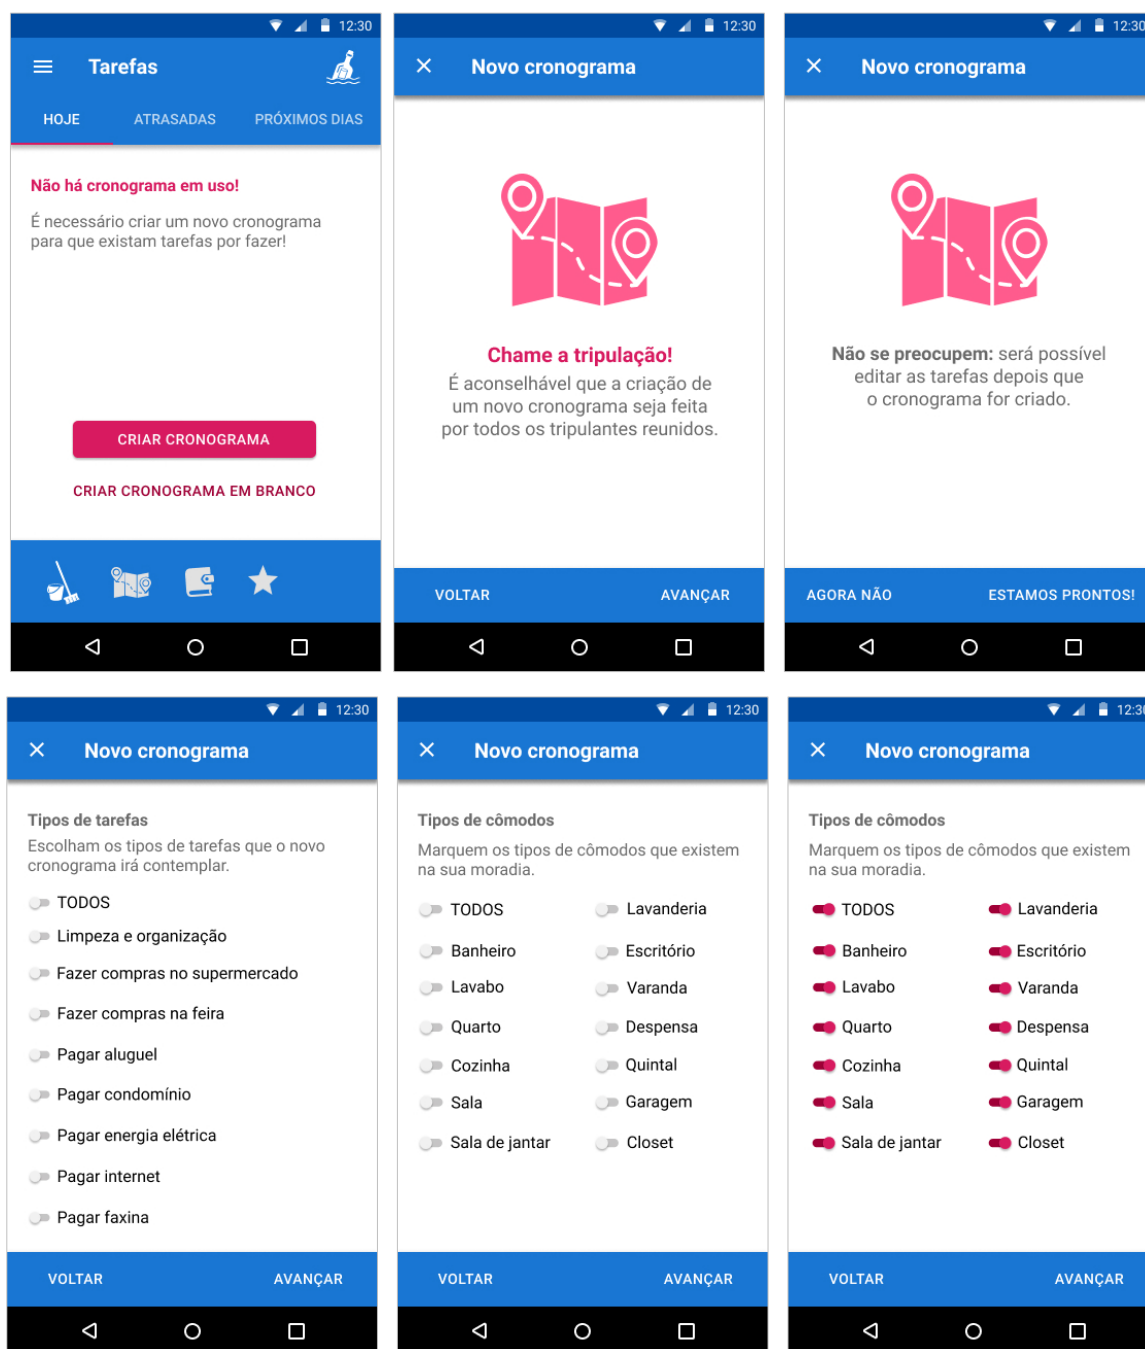 12:30
Tarefas
HOJE ATRASADAS PRÓXIMOS DIAS
Não há cronograma em uso!
É necessário criar um novo cronograma
para que existam tarefas por fazer!
CRIAR CRONOGRAMA
CRIAR CRONOGRAMA EM BRANCO
12:30
Novo cronograma
Chame a tripulação!
É aconselhável que a criação de
um novo cronograma seja feita
por todos os tripulantes reunidos.
VOLTAR AVANÇAR
12:30
Novo cronograma
Não se preocupem: será possível
editar as tarefas depois que
o cronograma for criado.
AGORA NÃO ESTAMOS PRONTOS!
12:30
Novo cronograma
Tipos de tarefas
Escolham os tipos de tarefas que o novo
cronograma irá contemplar.
TODOS
Limpeza e organização
Fazer compras no supermercado
Fazer compras na feira
Pagar aluguel
Pagar condomínio
Pagar energia elétrica
Pagar internet
Pagar faxina
VOLTAR AVANÇAR
12:30
Novo cronograma
Tipos de cômodos
Marquem os tipos de cômodos que existem
na sua moradia.
TODOS Lavanderia
Banheiro Escritório
Lavabo Varanda
Quarto Despensa
Cozinha Quintal
Sala Garagem
Sala de jantar Closet
VOLTAR AVANÇAR
12:30
Novo cronograma
Tipos de cômodos
Marquem os tipos de cômodos que existem
na sua moradia.
TODOS Lavanderia
Banheiro Escritório
Lavabo Varanda
Quarto Despensa
Cozinha Quintal
Sala Garagem
Sala de jantar Closet
VOLTAR AVANÇAR